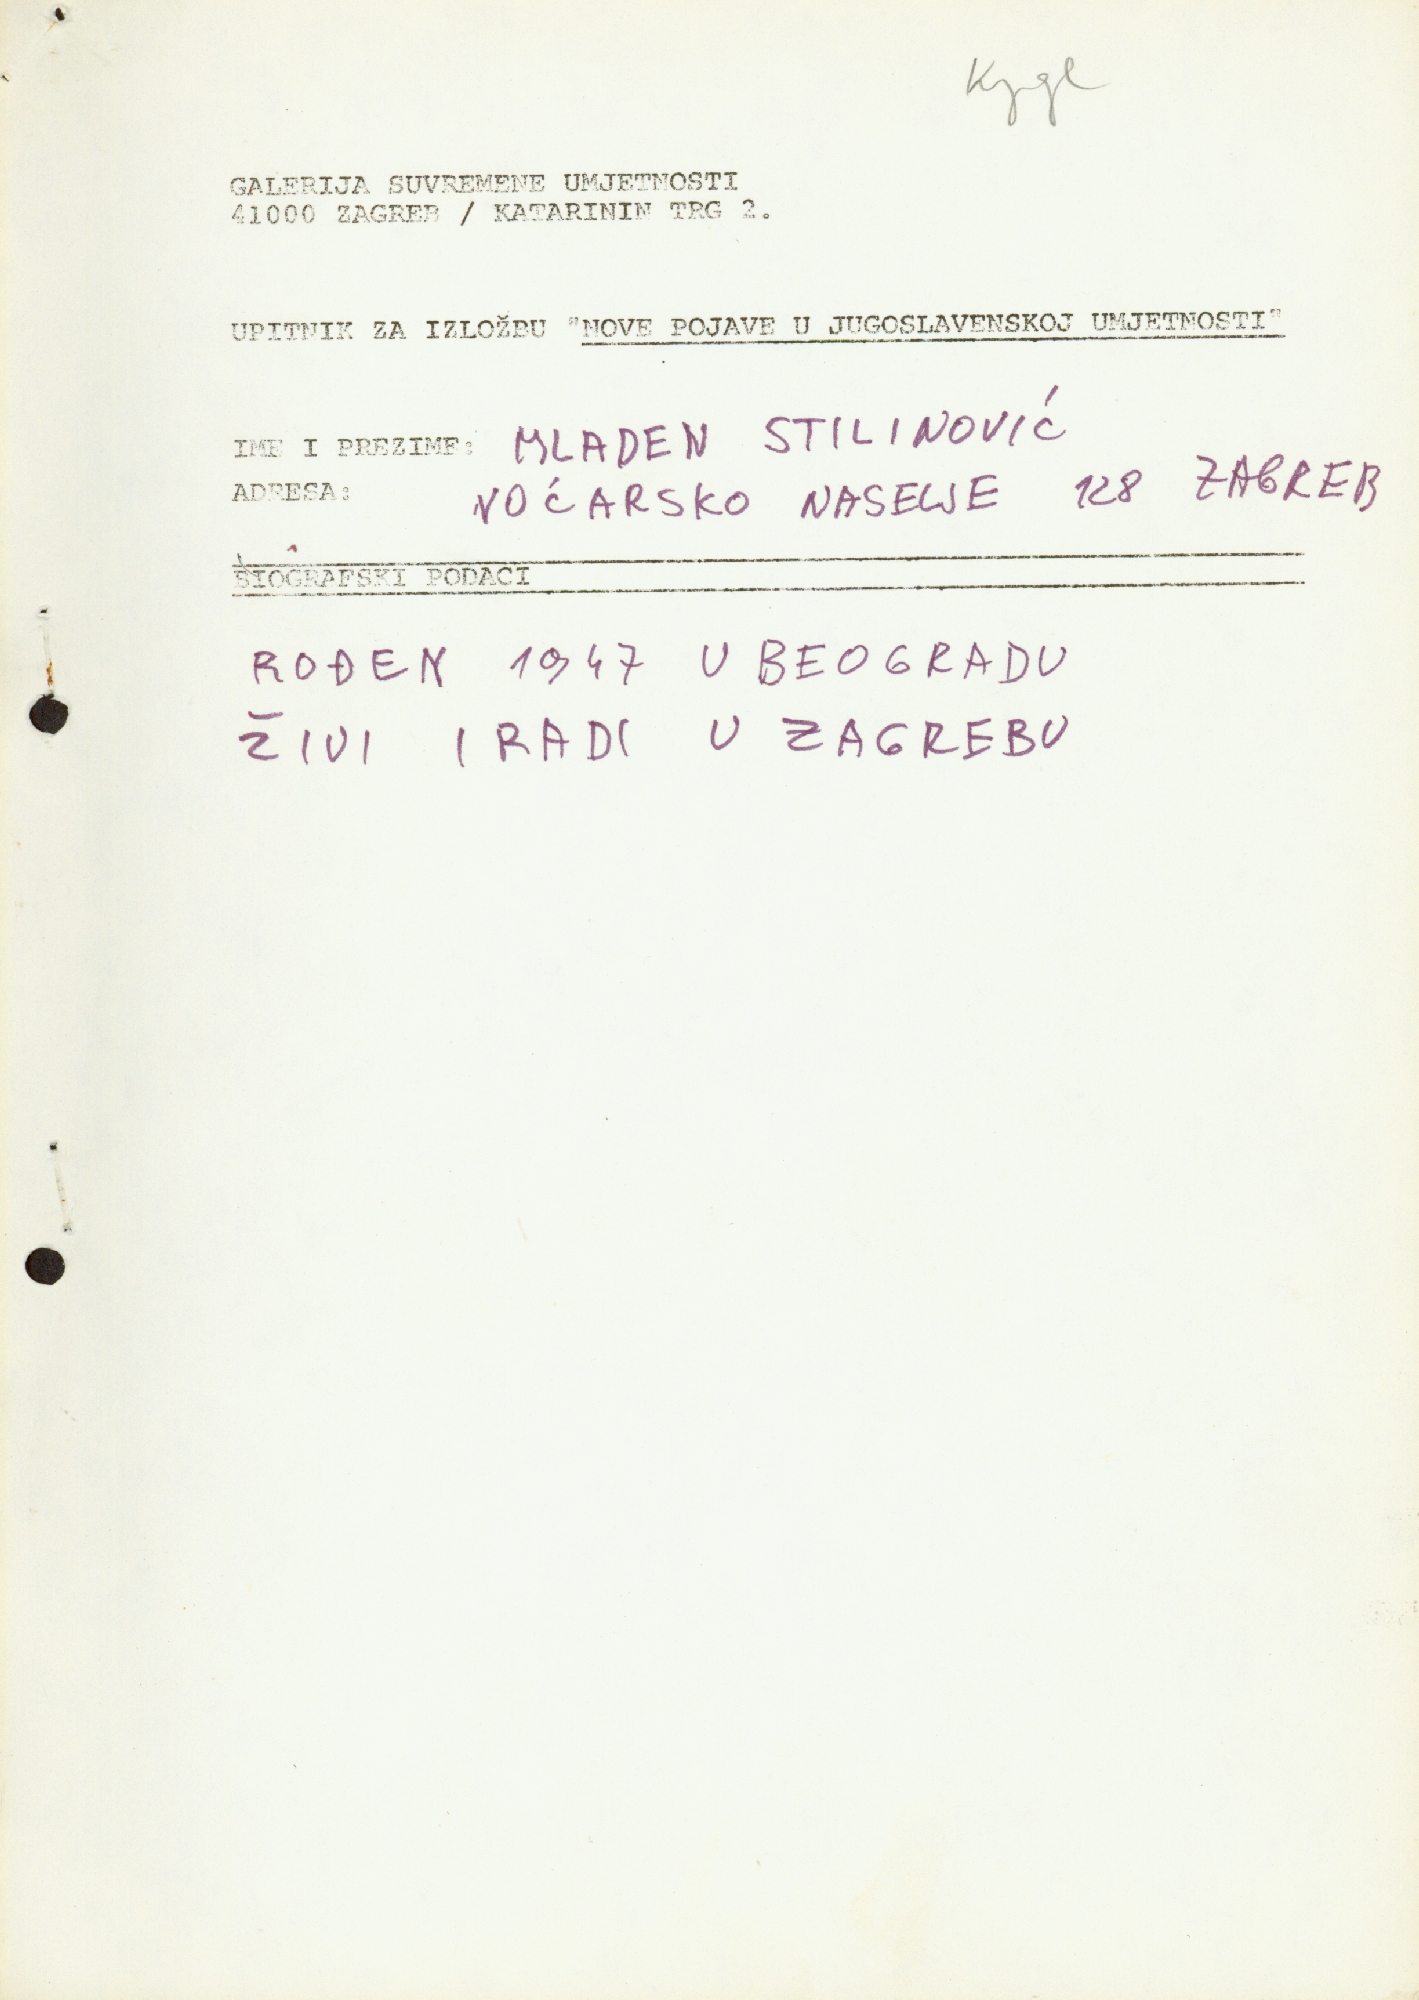 GALERIJA SUVREMENE UMJETNOSTI
41000 ZAGREB / KATARININ TRG 2.
UPITNIK ZA IZLOŽBU "NOVE POJAVE U JUGOSLAVENSKOJ UMJETNOSTI"
IME I PREZIME: MLADEN STILINOVIĆ
ADRESA: VOĆARSKO NASELJE 128 ZAGREB
BIOGRAFSKI PODACI
ROĐEN 1947 U BEOGRADU
ŽIVI I RADI U ZAGREBU